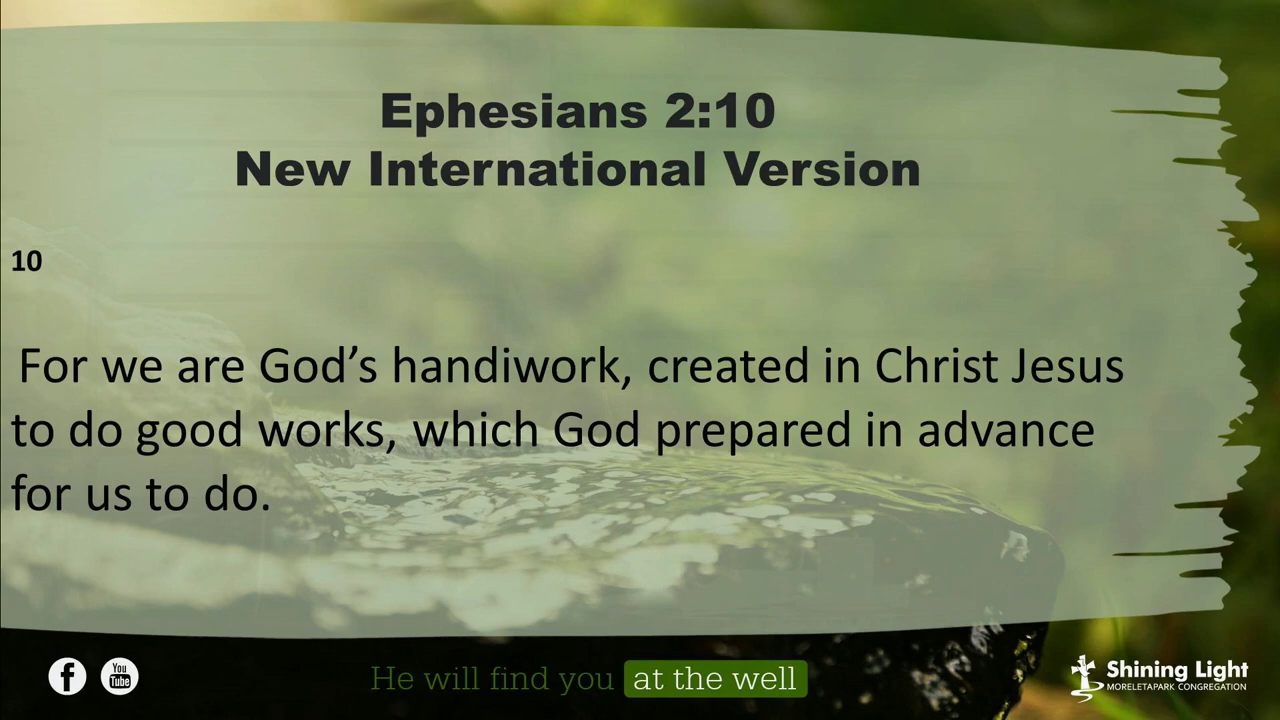 Ephesians 2:10
New International Version
10
For we are God’s handiwork, created in Christ Jesus
to do good works, which God prepared in advance
for us to do.
f
You
Tube
He will find you at the well
Shining Light
MORELETAPARK CONGREGATION